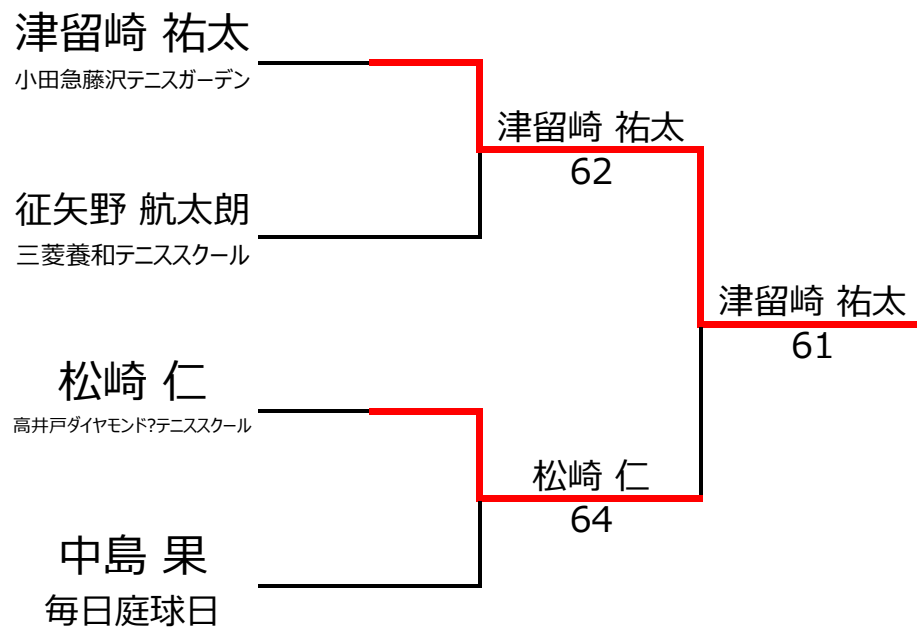 津留崎 祐太
小田急藤沢テニスガーデン
津留崎 祐太
62
征矢野 航太朗
三菱養和テニススクール
津留崎 祐太
61
松崎 仁
高井戸ダイヤモンド?テニススクール
松崎 仁
64
中島 果
毎日庭球日